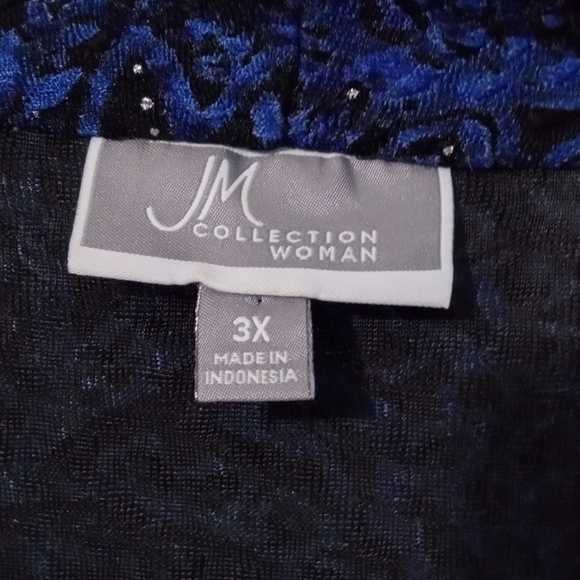 JM
COLLECTION
WOMAN
3X
MADE IN
INDONESIA